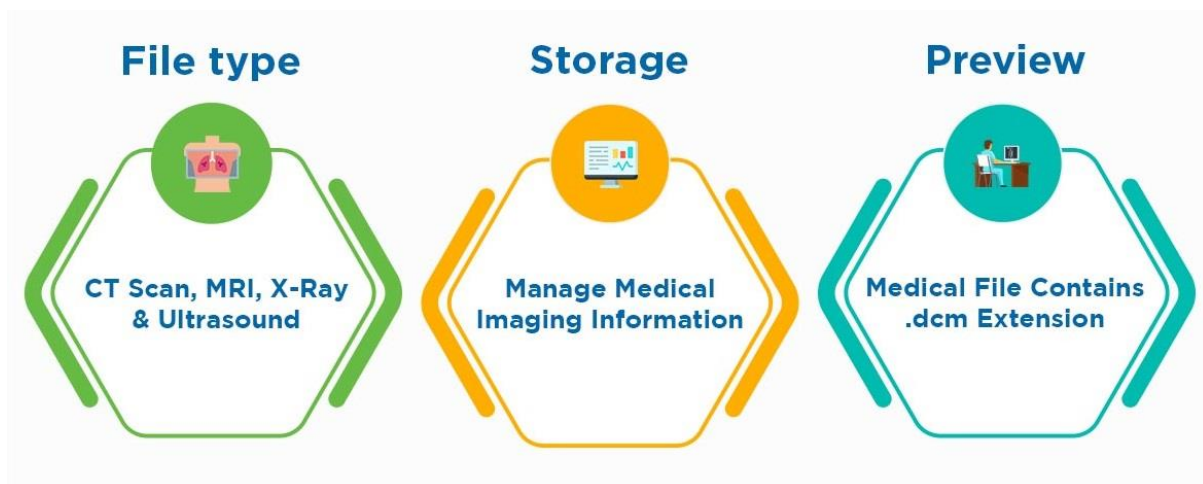 File type
CT Scan, MRI, X-Ray
& Ultrasound
Storage
Manage Medical
Imaging Information
Preview
Medical File Contains
.dcm Extension